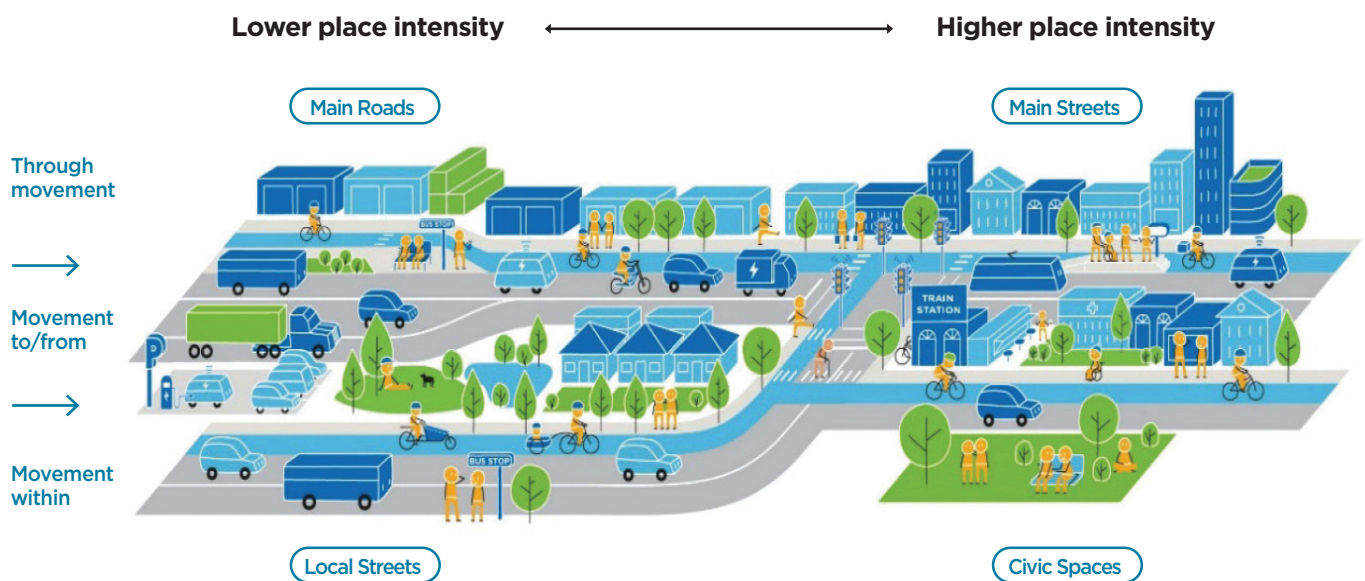 Lower place intensity
Higher place intensity
Main Roads
Main Streets
Through
movement
BUS STOP
Movement
to/from
TRAIN
STATION
P
BUS STOP
Movement
within
Local Streets
Civic Spaces